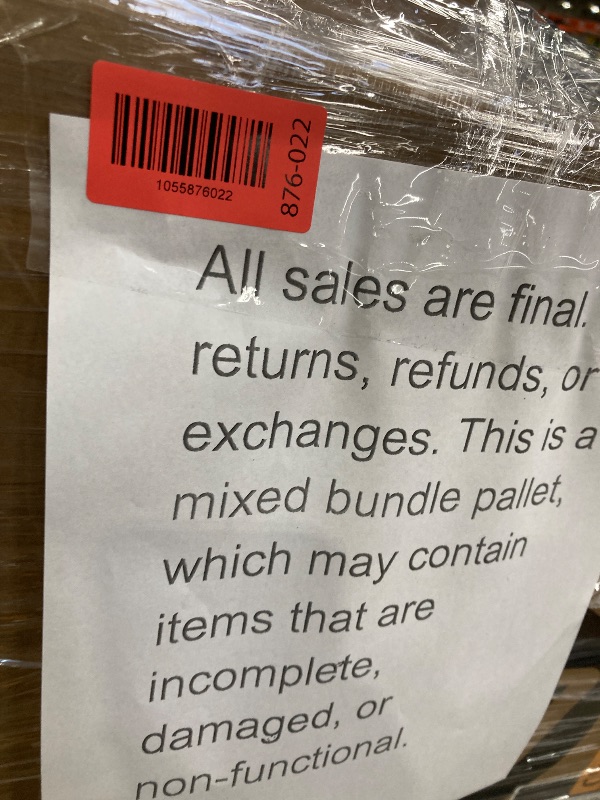 1055876022
876-022
All sales are final.
returns, refunds, or
exchanges. This is a
mixed bundle pallet,
which may contain
items that are
incomplete,
damaged, or
non-functional.